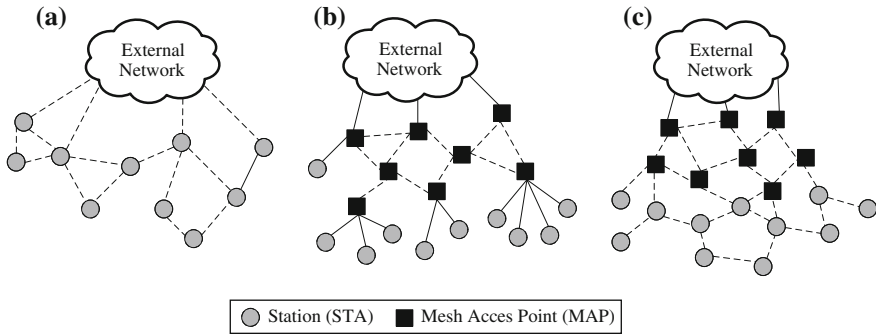 (a)
External
Network
(b)
External
Network
(c)
External
Network
Station (STA)
Mesh Acces Point (MAP)